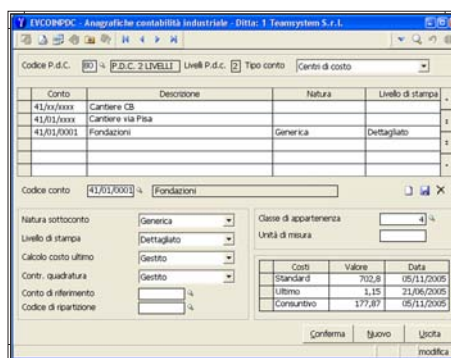 EVCOINPDC - Anagrafiche contabilità industriale - Ditta: 1 Teamsystem S.r.l.
Codice P.d.C. 80 P.D.C. 2 LIVELLI Livelli P.d.c. 2 Tipo conto Centri di costo
Conto Descrizione Natura Livello di stampa
41/xx/xxxx Cantiere CB
41/01/xxxx Cantiere via Pisa
41/01/0001 Fondazioni Generica Dettagliato
Codice conto 41/01/0001 Fondazioni
Natura sottoconto Generica
Livello di stampa Dettagliato
Calcolo costo ultimo Gestito
Contr. quadratura Gestito
Conto di riferimento
Codice di ripartizione
Classe di appartenenza 4
Unità di misura
Costi Valore Data
Standard 702,8 05/11/2005
Ultimo 1,15 21/06/2005
Consuntivo 177,87 05/11/2005
Conferma Nuovo Uscita
modifica